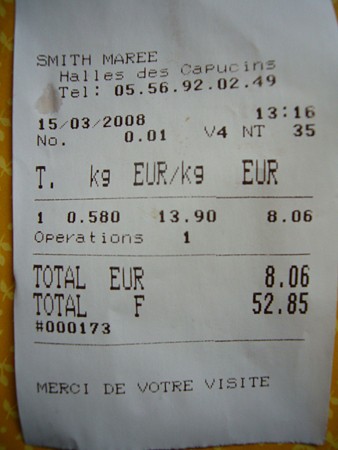 SMITH MAREE
Halles des Capucins
Tel: 05.56.92.02.49
15/03/2008 13:16
No. 0.01 V4 NT 35
T. kg EUR/kg EUR
1 0.580 13.90 8.06
Operations 1
TOTAL EUR 8.06
TOTAL F 52.85
#000173
MERCI DE VOTRE VISITE